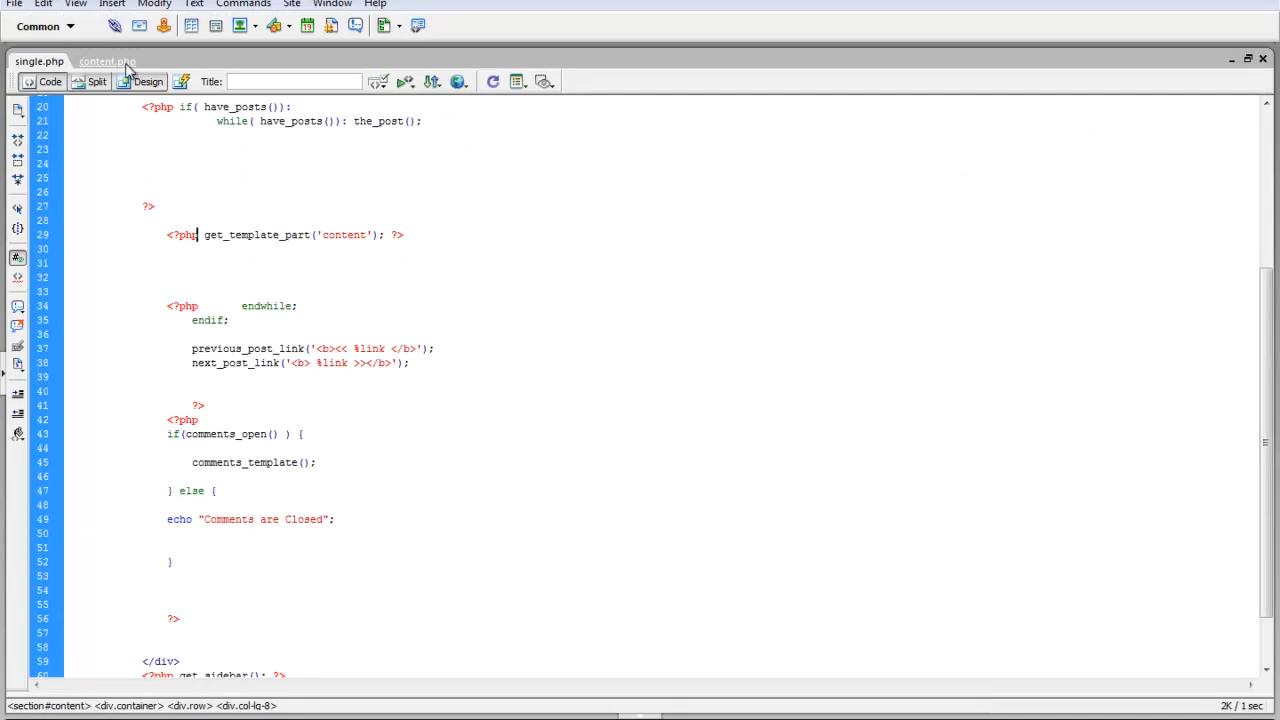 File Edit View Insert Modify Text Commands Site Window Help
Common
single.php content.php
Code Split Design Title:
20 <?php if( have_posts()):
21 while( have_posts()): the_post();
22
23
24
25
26
27 ?>
28
29 <?php get_template_part('content'); ?>
30
31
32
33
34 <?php endwhile;
35 endif;
36
37 previous_post_link('<b><< %link </b>');
38 next_post_link('<b> %link >></b>');
39
40
41 ?>
42 <?php
43 if(comments_open() ) {
44
45 comments_template();
46
47 } else {
48
49 echo "Comments are Closed";
50
51
52 }
53
54
55
56 ?>
57
58
59 </div>
60 <?php get_sidebar(); ?>
<section#content> <div.container> <div.row> <div.col-lg-8> 2K / 1 sec